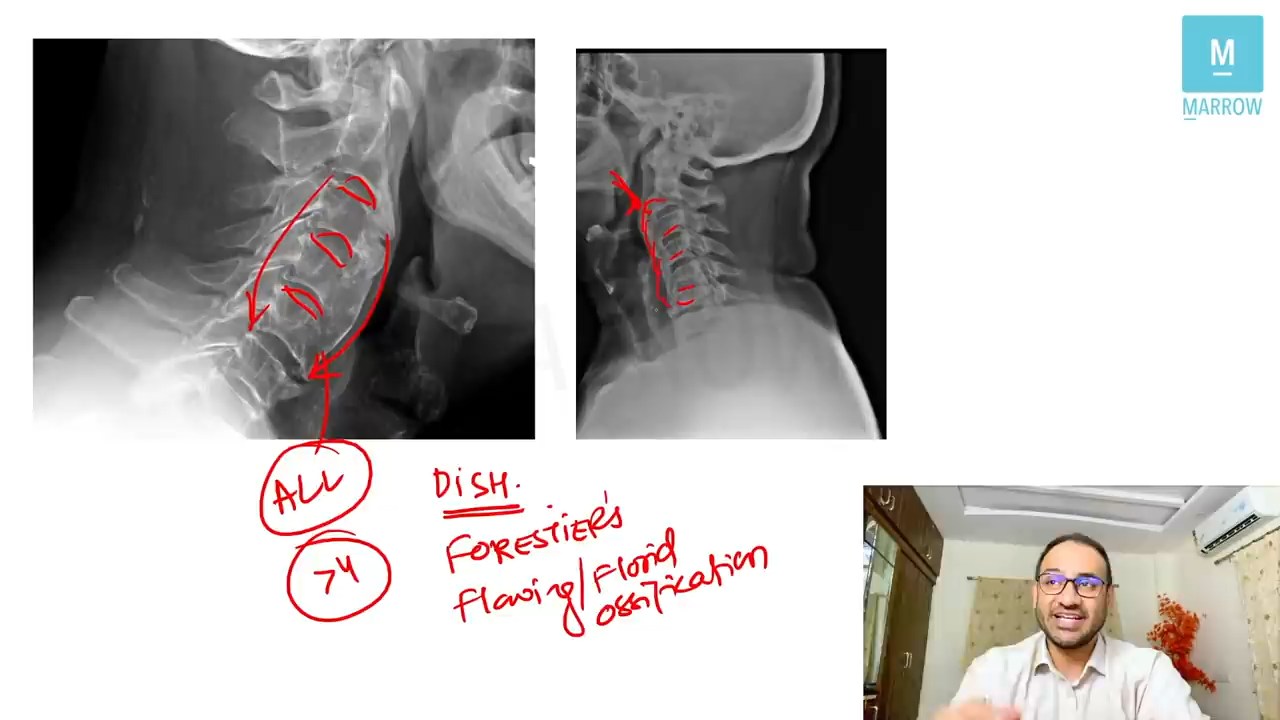 M
MARROW
ALL
>4
DISH.
FORESTIER'S
Flowing/Florid
ossification